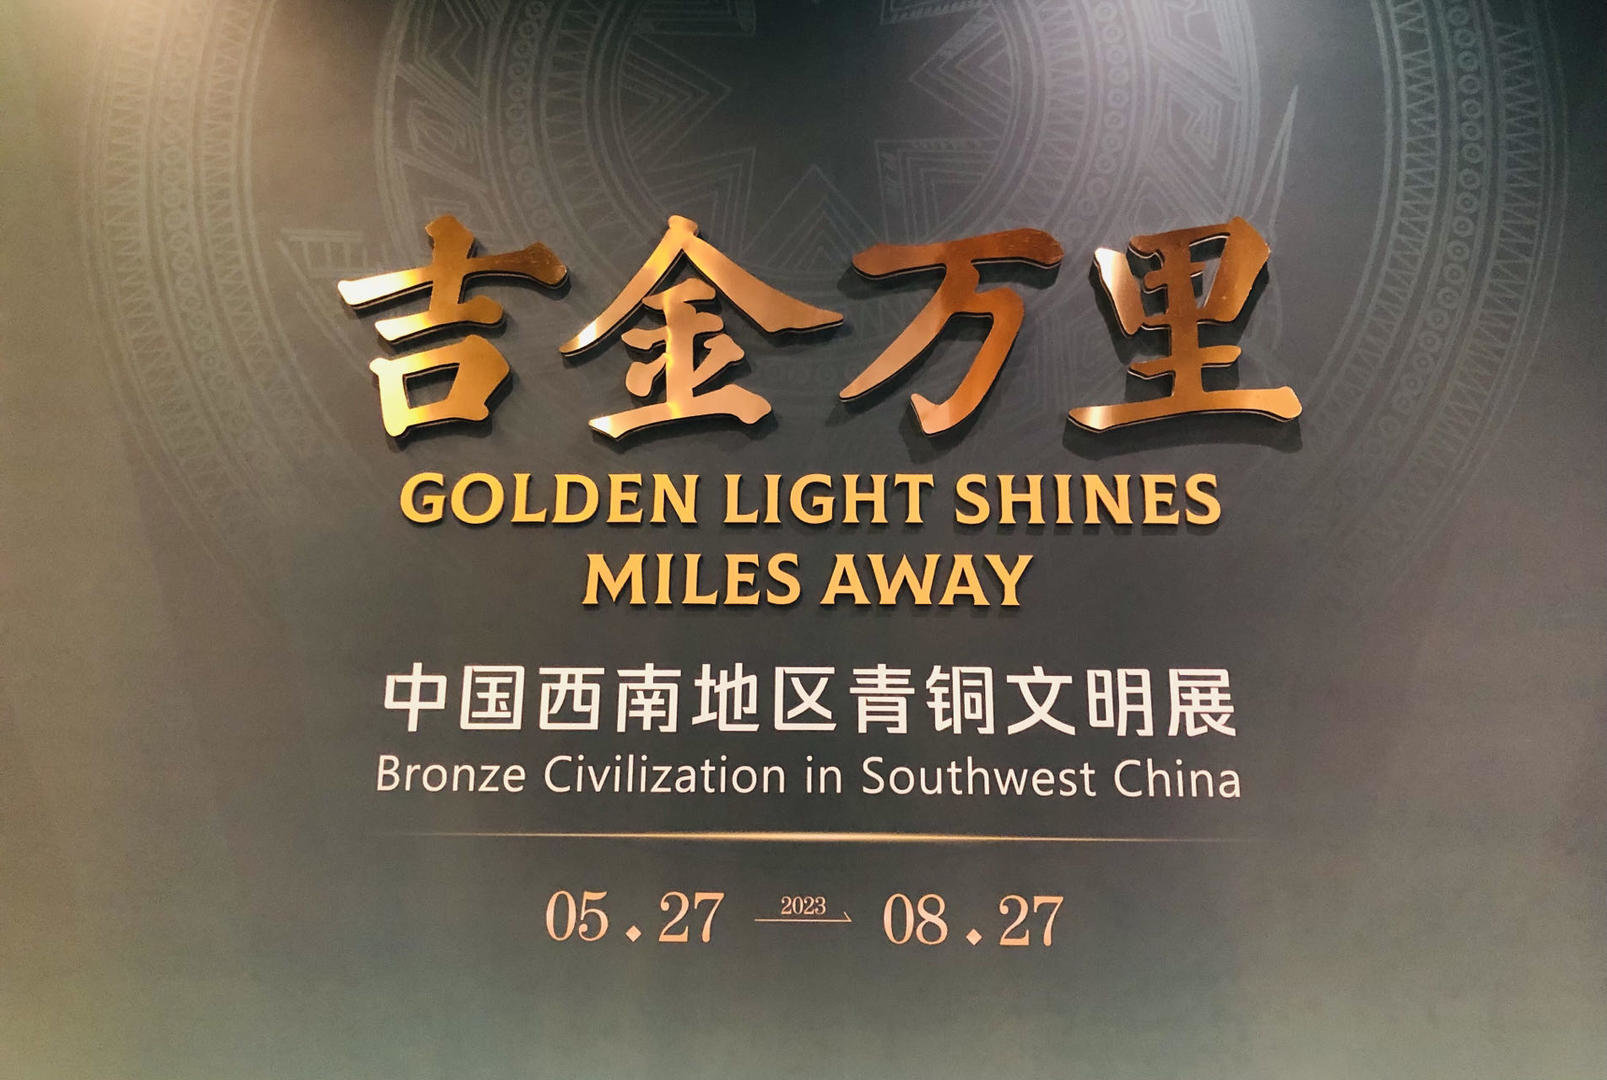 吉金万里
GOLDEN LIGHT SHINES
MILES AWAY
中国西南地区青铜文明展
Bronze Civilization in Southwest China
05.27 2023 08.27